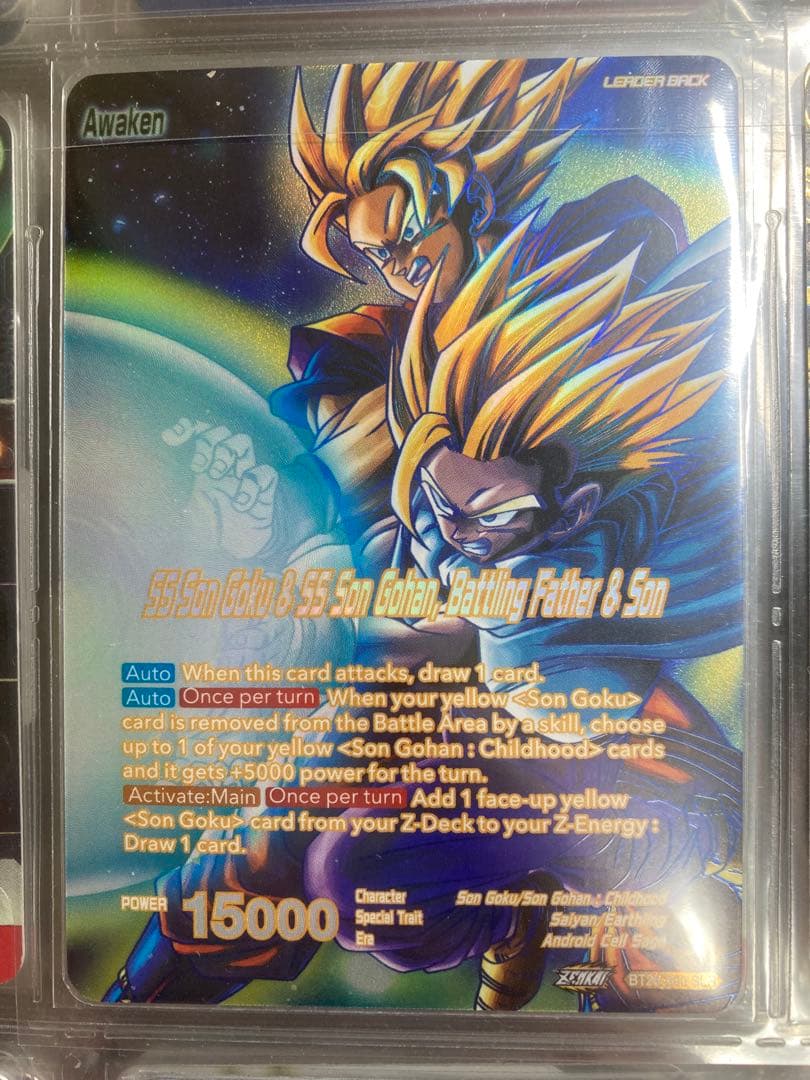 LEADER BACK
Awaken
SS Son Goku & SS Son Gohan, Battling Father & Son
Auto When this card attacks, draw 1 card.
Auto Once per turn When your yellow <Son Goku>
card is removed from the Battle Area by a skill, choose
up to 1 of your yellow <Son Gohan : Childhood> cards
and it gets +5000 power for the turn.
Activate:Main Once per turn Add 1 face-up yellow
<Son Goku> card from your Z-Deck to your Z-Energy :
Draw 1 card.
POWER 15000
Character Son Goku/Son Gohan : Childhood
Special Trait Saiyan/Earthling
Era Android Cell Saga
ZENKAI